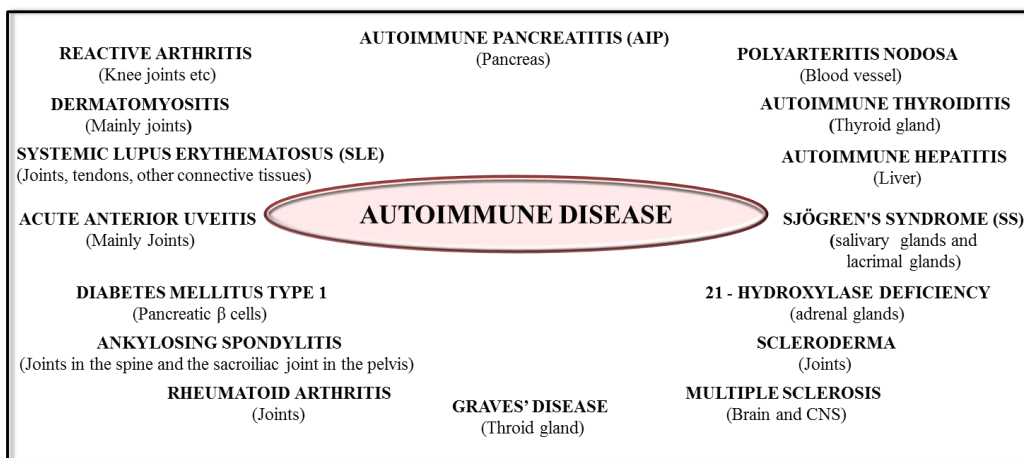 AUTOIMMUNE PANCREATITIS (AIP)
(Pancreas)
REACTIVE ARTHRITIS
(Knee joints etc)
DERMATOMYOSITIS
(Mainly joints)
SYSTEMIC LUPUS ERYTHEMATOSUS (SLE)
(Joints, tendons, other connective tissues)
ACUTE ANTERIOR UVEITIS
(Mainly Joints)
DIABETES MELLITUS TYPE 1
(Pancreatic β cells)
ANKYLOSING SPONDYLITIS
(Joints in the spine and the sacroiliac joint in the pelvis)
RHEUMATOID ARTHRITIS
(Joints)
AUTOIMMUNE DISEASE
GRAVES’ DISEASE
(Throid gland)
POLYARTERITIS NODOSA
(Blood vessel)
AUTOIMMUNE THYROIDITIS
(Thyroid gland)
AUTOIMMUNE HEPATITIS
(Liver)
SJÖGREN'S SYNDROME (SS)
(salivary glands and
lacrimal glands)
21 - HYDROXYLASE DEFICIENCY
(adrenal glands)
SCLERODERMA
(Joints)
MULTIPLE SCLEROSIS
(Brain and CNS)